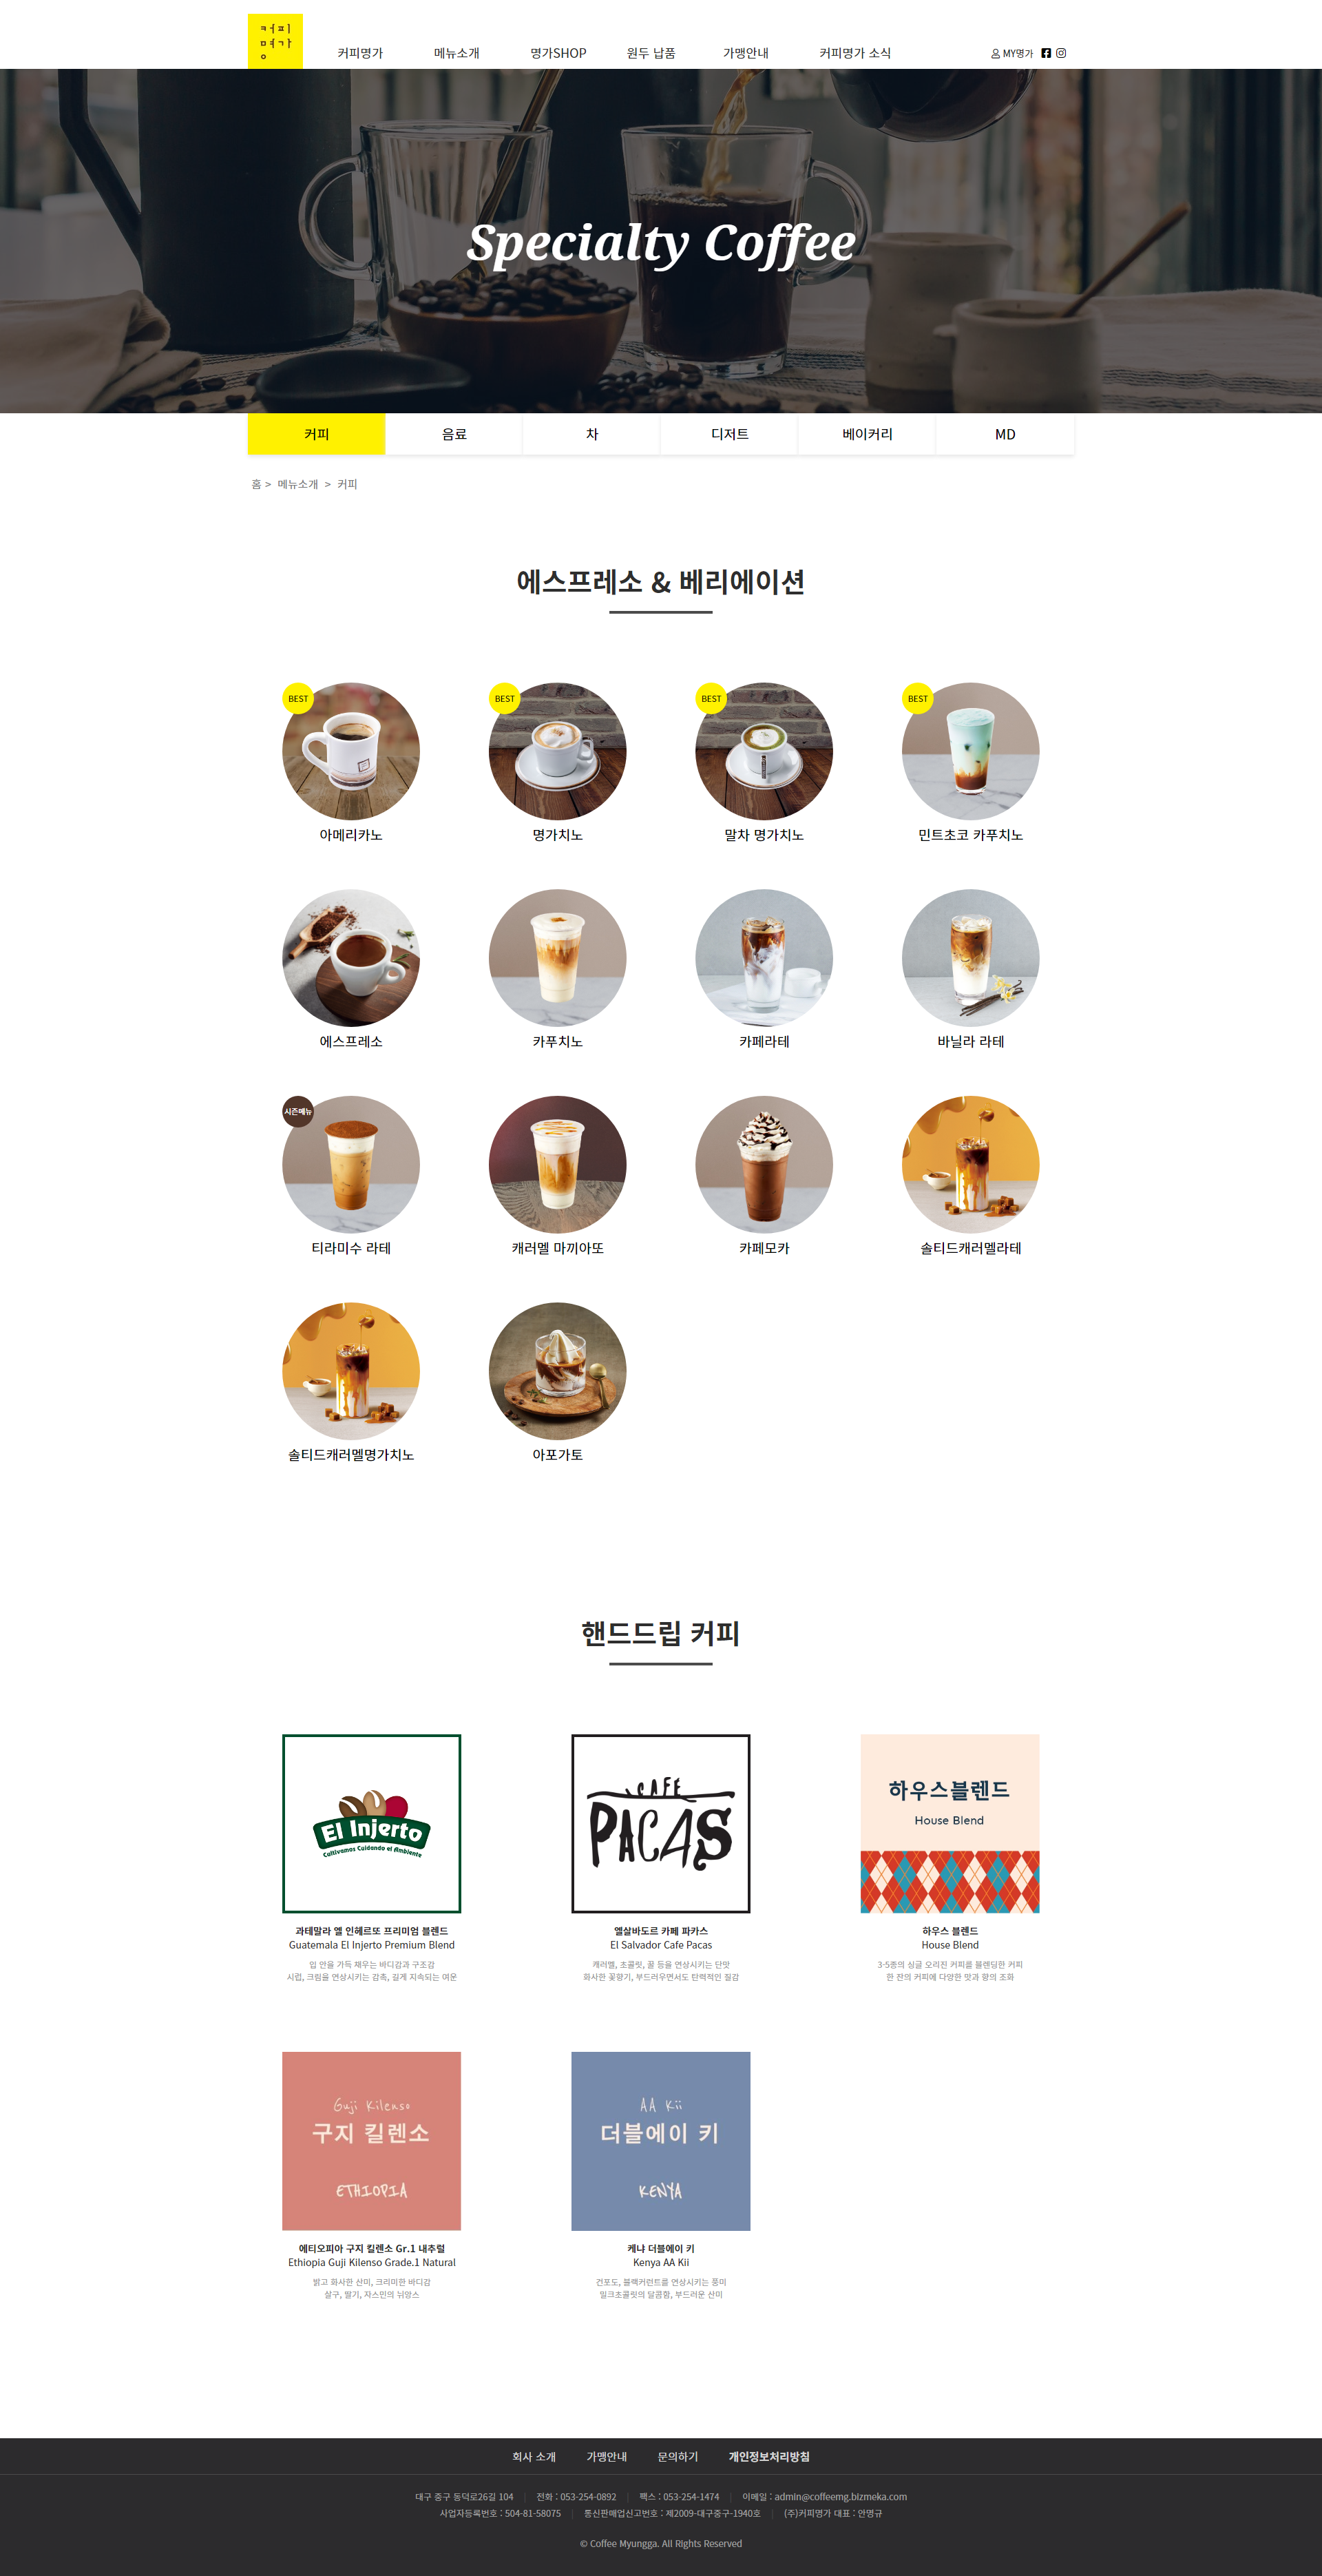 커피
며가
ㅇ
커피명가 메뉴소개 명가SHOP 원두 납품 가맹안내 커피명가 소식 MY명가
Specialty Coffee
커피 음료 차 디저트 베이커리 MD
홈 > 메뉴소개 > 커피
에스프레소 & 베리에이션
BEST BEST BEST BEST
아메리카노 명가치노 말차 명가치노 민트초코 카푸치노
에스프레소 카푸치노 카페라테 바닐라 라테
시즌메뉴
티라미수 라테 캐러멜 마끼아또 카페모카 솔티드캐러멜라테
솔티드캐러멜명가치노 아포가토
핸드드립 커피
El Injerto
Cultivamos Cuidando el Ambiente
CAFE
PACAS
하우스블렌드
House Blend
과테말라 엘 인헤르또 프리미엄 블렌드
Guatemala El Injerto Premium Blend
입 안을 가득 채우는 바디감과 구조감
시럽, 크림을 연상시키는 감촉, 길게 지속되는 여운
엘살바도르 카페 파카스
El Salvador Cafe Pacas
캐러멜, 초콜릿, 꿀 등을 연상시키는 단맛
화사한 꽃향기, 부드러우면서도 탄력적인 질감
하우스 블렌드
House Blend
3-5종의 싱글 오리진 커피를 블렌딩한 커피
한 잔의 커피에 다양한 맛과 향의 조화
Guji Kilenso
구지 킬렌소
ETHIOPIA
AA Kii
더블에이 키
KENYA
에티오피아 구지 킬렌소 Gr.1 내추럴
Ethiopia Guji Kilenso Grade.1 Natural
밝고 화사한 산미, 크리미한 바디감
살구, 딸기, 자스민의 뉘앙스
케냐 더블에이 키
Kenya AA Kii
건포도, 블랙커런트를 연상시키는 풍미
밀크초콜릿의 달콤함, 부드러운 산미
회사 소개 가맹안내 문의하기 개인정보처리방침
대구 중구 동덕로26길 104 | 전화 : 053-254-0892 | 팩스 : 053-254-1474 | 이메일 : admin@coffeemg.bizmeka.com
사업자등록번호 : 504-81-58075 | 통신판매업신고번호 : 제2009-대구중구-1940호 | (주)커피명가 대표 : 안명규
© Coffee Myungga. All Rights Reserved